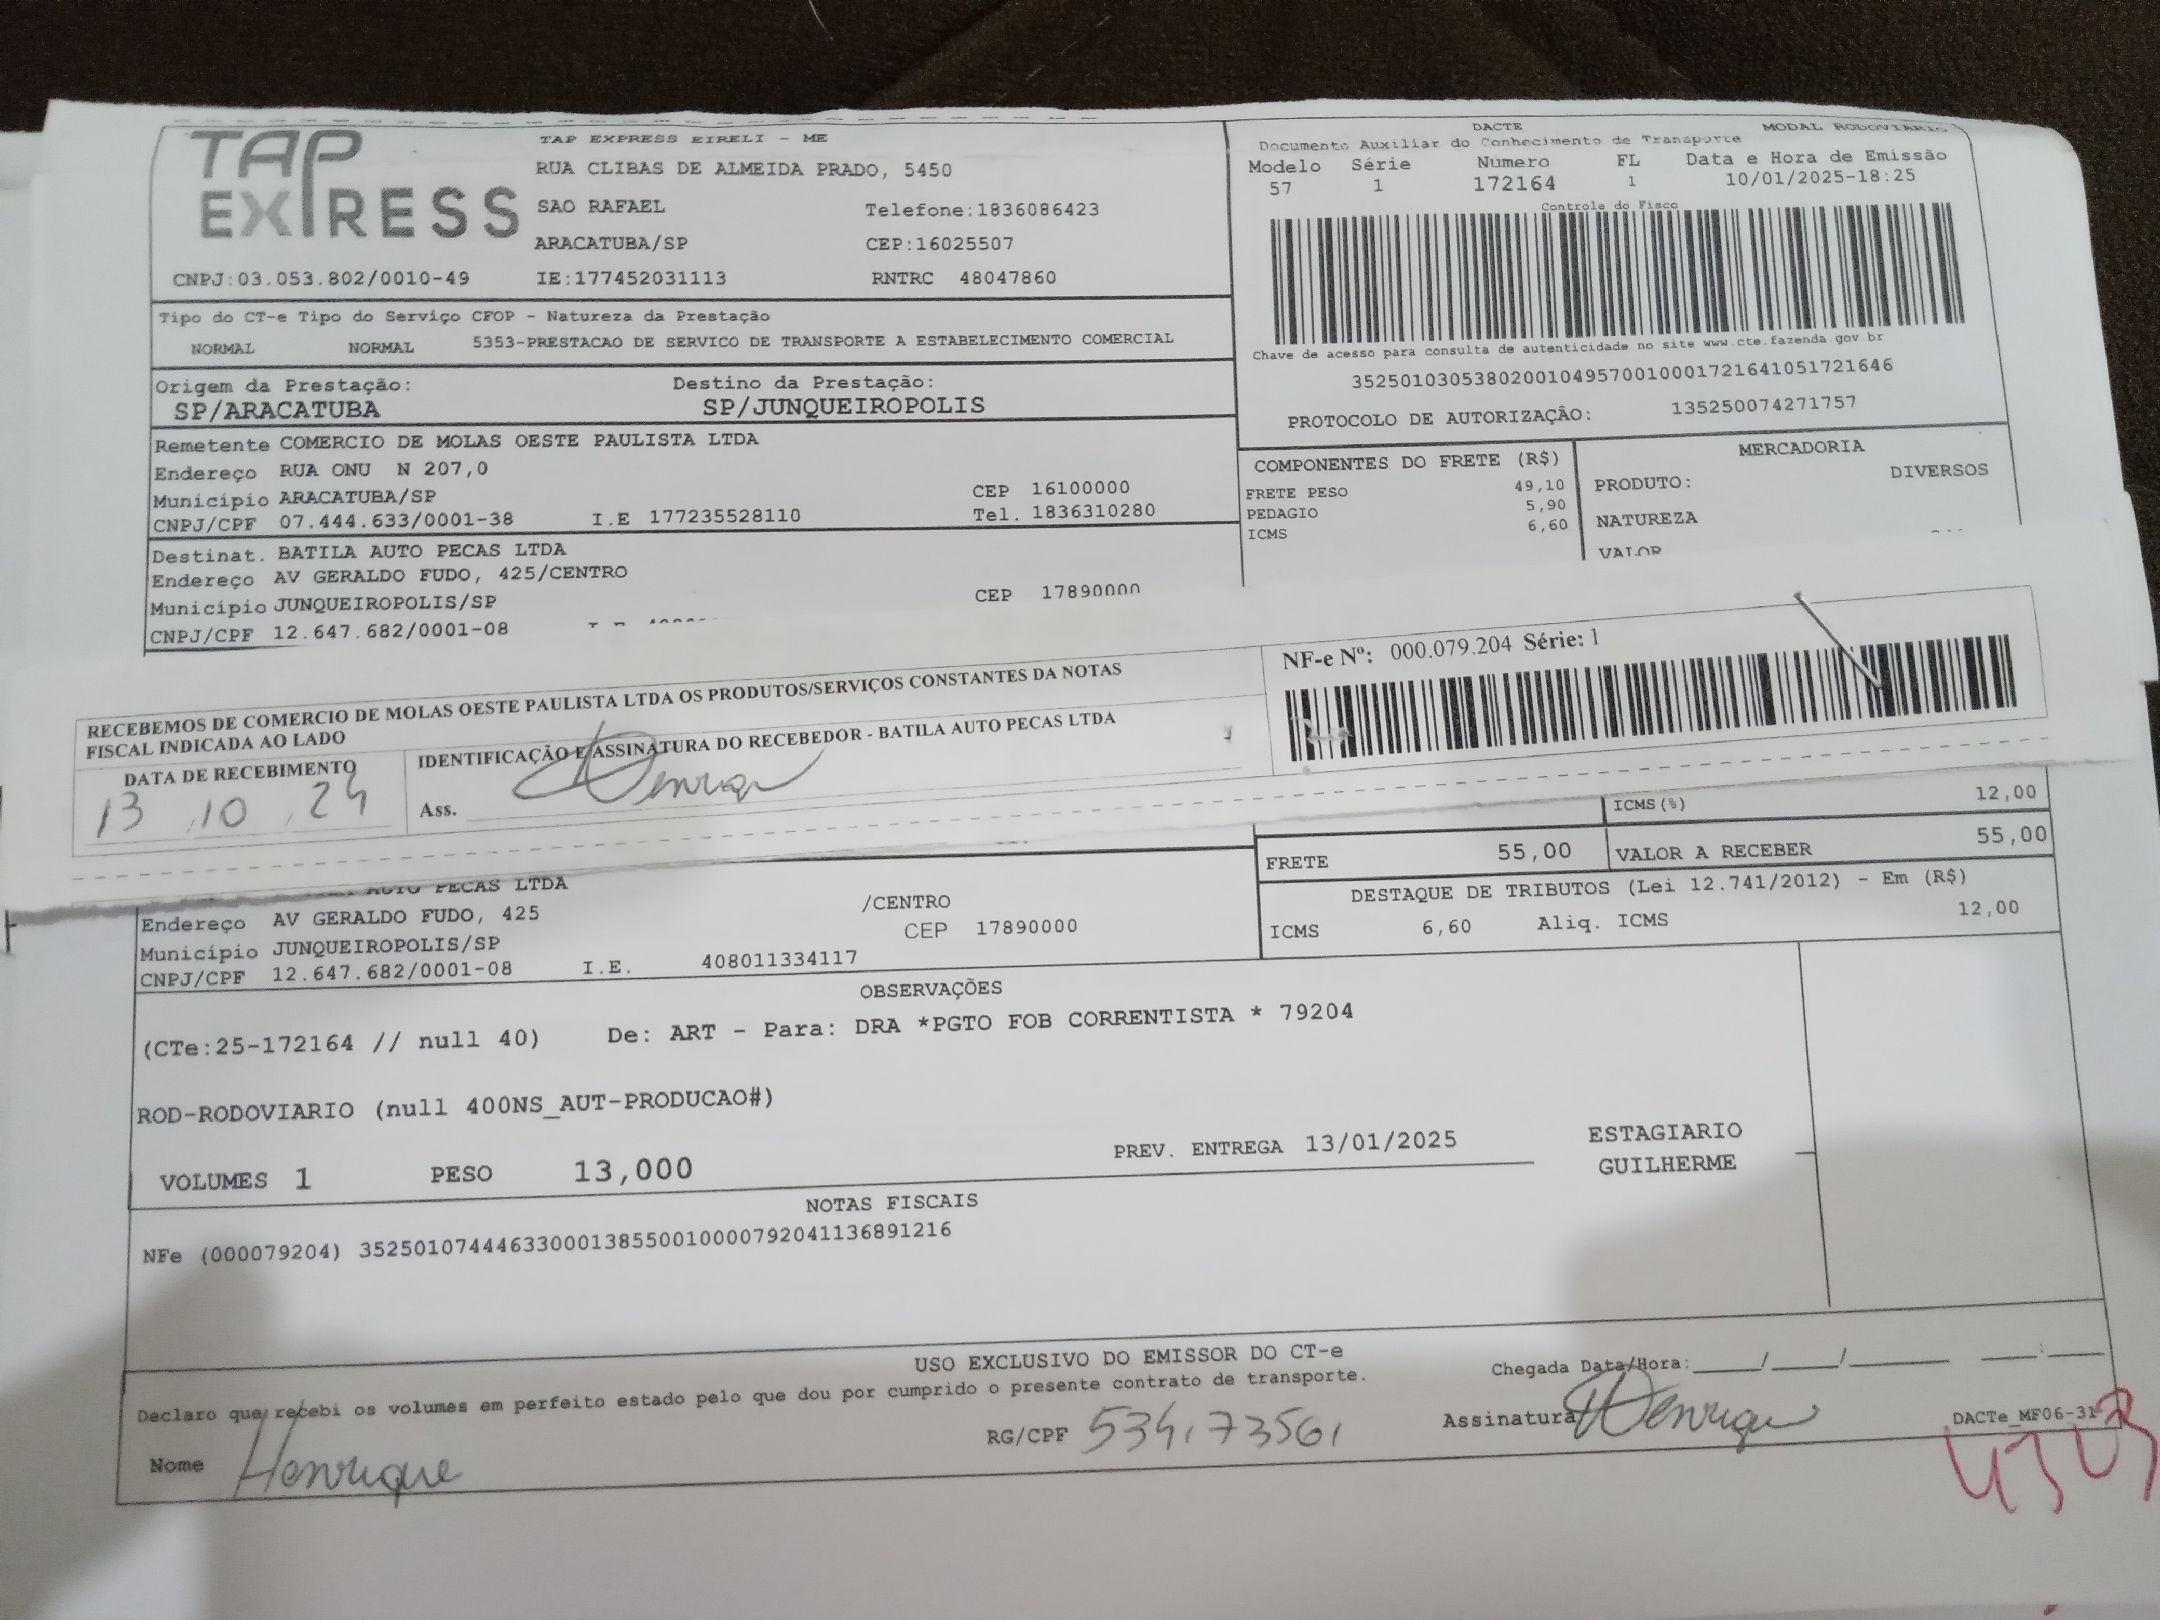 TAP EXPRESS
TAP EXPRESS EIRELI - ME
RUA CLIBAS DE ALMEIDA PRADO, 5450
SAO RAFAEL Telefone:1836086423
ARACATUBA/SP CEP:16025507
CNPJ:03.053.802/0010-49 IE:177452031113 RNTRC 48047860
DACTE MODAL RODOVIARIO
Documento Auxiliar do Conhecimento de Transporte
Modelo Série Número FL Data e Hora de Emissão
57 1 172164 1 10/01/2025-18:25
Controle do Fisco
Chave de acesso para consulta de autenticidade no site www.cte.fazenda.gov.br
35250103053802001049570010001721641051721646
PROTOCOLO DE AUTORIZAÇÃO: 135250074271757
Tipo do CT-e Tipo do Serviço CFOP - Natureza da Prestação
NORMAL NORMAL 5353-PRESTACAO DE SERVICO DE TRANSPORTE A ESTABELECIMENTO COMERCIAL
Origem da Prestação: Destino da Prestação:
SP/ARACATUBA SP/JUNQUEIROPOLIS
Remetente COMERCIO DE MOLAS OESTE PAULISTA LTDA
Endereço RUA ONU N 207,0
Município ARACATUBA/SP CEP 16100000
CNPJ/CPF 07.444.633/0001-38 I.E 177235528110 Tel. 1836310280
Destinat. BATILA AUTO PECAS LTDA
Endereço AV GERALDO FUDO, 425/CENTRO
Município JUNQUEIROPOLIS/SP CEP 17890000
CNPJ/CPF 12.647.682/0001-08
COMPONENTES DO FRETE (R$)
FRETE PESO 49,10
PEDAGIO 5,90
ICMS 6,60
MERCADORIA
PRODUTO: DIVERSOS
NATUREZA
VALOR
RECEBEMOS DE COMERCIO DE MOLAS OESTE PAULISTA LTDA OS PRODUTOS/SERVIÇOS CONSTANTES DA NOTAS
FISCAL INDICADA AO LADO
DATA DE RECEBIMENTO
13 10 24
IDENTIFICAÇÃO E ASSINATURA DO RECEBEDOR - BATILA AUTO PECAS LTDA
Ass. Henriqu
NF-e Nº: 000.079.204 Série: 1
ICMS(%) 12,00
FRETE 55,00 VALOR A RECEBER 55,00
DESTAQUE DE TRIBUTOS (Lei 12.741/2012) - Em (R$)
ICMS 6,60 Aliq. ICMS 12,00
AUTO PECAS LTDA
Endereço AV GERALDO FUDO, 425 /CENTRO
Município JUNQUEIROPOLIS/SP CEP 17890000
CNPJ/CPF 12.647.682/0001-08 I.E. 408011334117
OBSERVAÇÕES
(CTe:25-172164 // null 40) De: ART - Para: DRA *PGTO FOB CORRENTISTA * 79204
ROD-RODOVIARIO (null 400NS_AUT-PRODUCAO#)
VOLUMES 1 PESO 13,000 PREV. ENTREGA 13/01/2025
ESTAGIARIO
GUILHERME
NOTAS FISCAIS
NFe (000079204) 35250107444633000138550010000792041136891216
USO EXCLUSIVO DO EMISSOR DO CT-e
Declaro que recebi os volumes em perfeito estado pelo que dou por cumprido o presente contrato de transporte.
Chegada Data/Hora:____/____/______ ___:___
Nome Henrique RG/CPF 534,73561 Assinatura Henriqu
DACTe_MF06-31